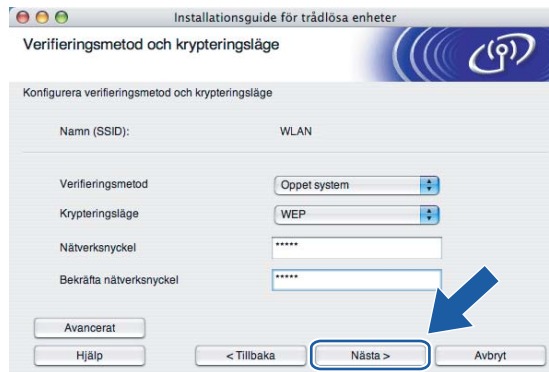 Installationsguide för trådlösa enheter
Verifieringsmetod och krypteringsläge
Konfigurera verifieringsmetod och krypteringsläge
Namn (SSID): WLAN
Verifieringsmetod Oppet system
Krypteringsläge WEP
Nätverksnyckel *****
Bekräfta nätverksnyckel *****
Avancerat
Hjälp < Tillbaka Nästa > Avbryt